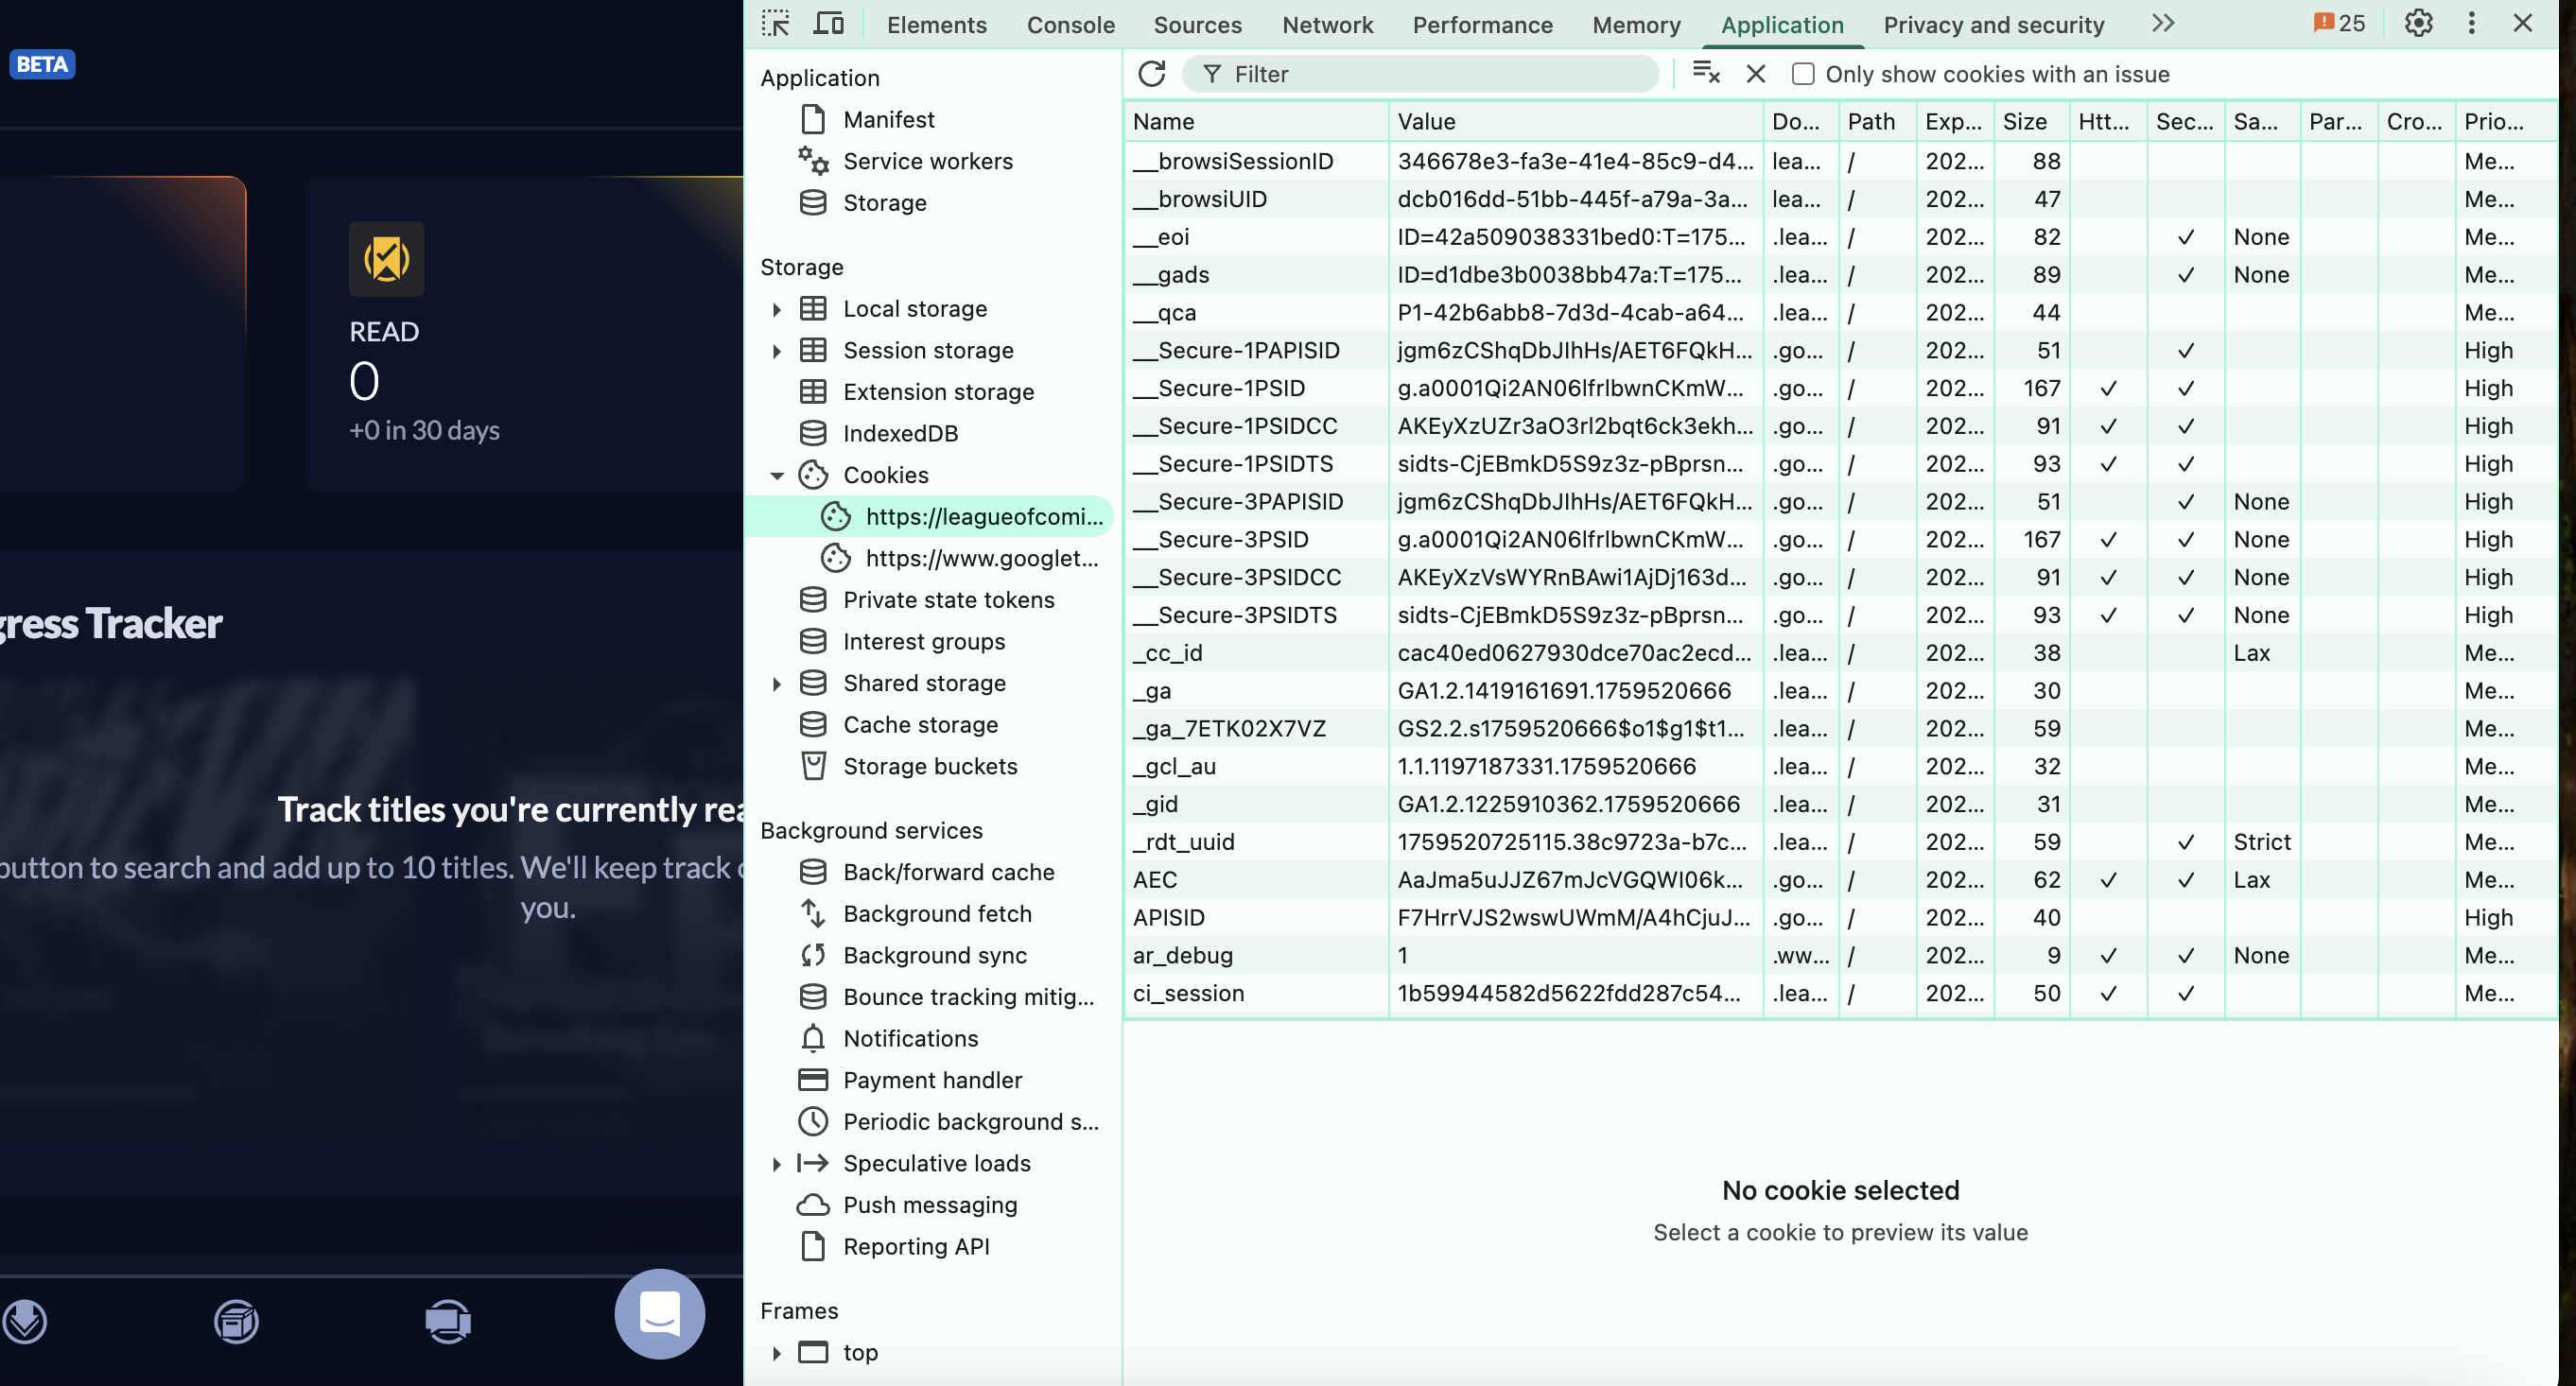 BETA
READ
0
+0 in 30 days
gress Tracker
Track titles you're currently rea
button to search and add up to 10 titles. We'll keep track
you.
Elements Console Sources Network Performance Memory Application Privacy and security 25
Application
Manifest
Service workers
Storage
Storage
Local storage
Session storage
Extension storage
IndexedDB
Cookies
https://leagueofcomi...
https://www.googlet...
Private state tokens
Interest groups
Shared storage
Cache storage
Storage buckets
Background services
Back/forward cache
Background fetch
Background sync
Bounce tracking mitig...
Notifications
Payment handler
Periodic background s...
Speculative loads
Push messaging
Reporting API
Frames
top
Filter Only show cookies with an issue
Name Value Do... Path Exp... Size Htt... Sec... Sa... Par... Cro... Prio...
__browsiSessionID 346678e3-fa3e-41e4-85c9-d4... lea... / 202... 88 Me...
__browsiUID dcb016dd-51bb-445f-a79a-3a... lea... / 202... 47 Me...
__eoi ID=42a509038331bed0:T=175... .lea... / 202... 82 ✓ None Me...
__gads ID=d1dbe3b0038bb47a:T=175... .lea... / 202... 89 ✓ None Me...
__qca P1-42b6abb8-7d3d-4cab-a64... .lea... / 202... 44 Me...
__Secure-1PAPISID jgm6zCShqDbJIhHs/AET6FQkH... .go... / 202... 51 ✓ High
__Secure-1PSID g.a0001Qi2AN06lfrlbwnCKmW... .go... / 202... 167 ✓ ✓ High
__Secure-1PSIDCC AKEyXzUZr3aO3rl2bqt6ck3ekh... .go... / 202... 91 ✓ ✓ High
__Secure-1PSIDTS sidts-CjEBmkD5S9z3z-pBprsn... .go... / 202... 93 ✓ ✓ High
__Secure-3PAPISID jgm6zCShqDbJIhHs/AET6FQkH... .go... / 202... 51 ✓ None High
__Secure-3PSID g.a0001Qi2AN06lfrlbwnCKmW... .go... / 202... 167 ✓ ✓ None High
__Secure-3PSIDCC AKEyXzVsWYRnBAwi1AjDj163d... .go... / 202... 91 ✓ ✓ None High
__Secure-3PSIDTS sidts-CjEBmkD5S9z3z-pBprsn... .go... / 202... 93 ✓ ✓ None High
_cc_id cac40ed0627930dce70ac2ecd... .lea... / 202... 38 Lax Me...
_ga GA1.2.1419161691.1759520666 .lea... / 202... 30 Me...
_ga_7ETK02X7VZ GS2.2.s1759520666$o1$g1$t1... .lea... / 202... 59 Me...
_gcl_au 1.1.1197187331.1759520666 .lea... / 202... 32 Me...
_gid GA1.2.1225910362.1759520666 .lea... / 202... 31 Me...
_rdt_uuid 1759520725115.38c9723a-b7c... .lea... / 202... 59 ✓ Strict Me...
AEC AaJma5uJJZ67mJcVGQWI06k... .go... / 202... 62 ✓ ✓ Lax Me...
APISID F7HrrVJS2wswUWmM/A4hCjuJ... .go... / 202... 40 High
ar_debug 1 .ww... / 202... 9 ✓ ✓ None Me...
ci_session 1b59944582d5622fdd287c54... .lea... / 202... 50 ✓ ✓ Me...
No cookie selected
Select a cookie to preview its value